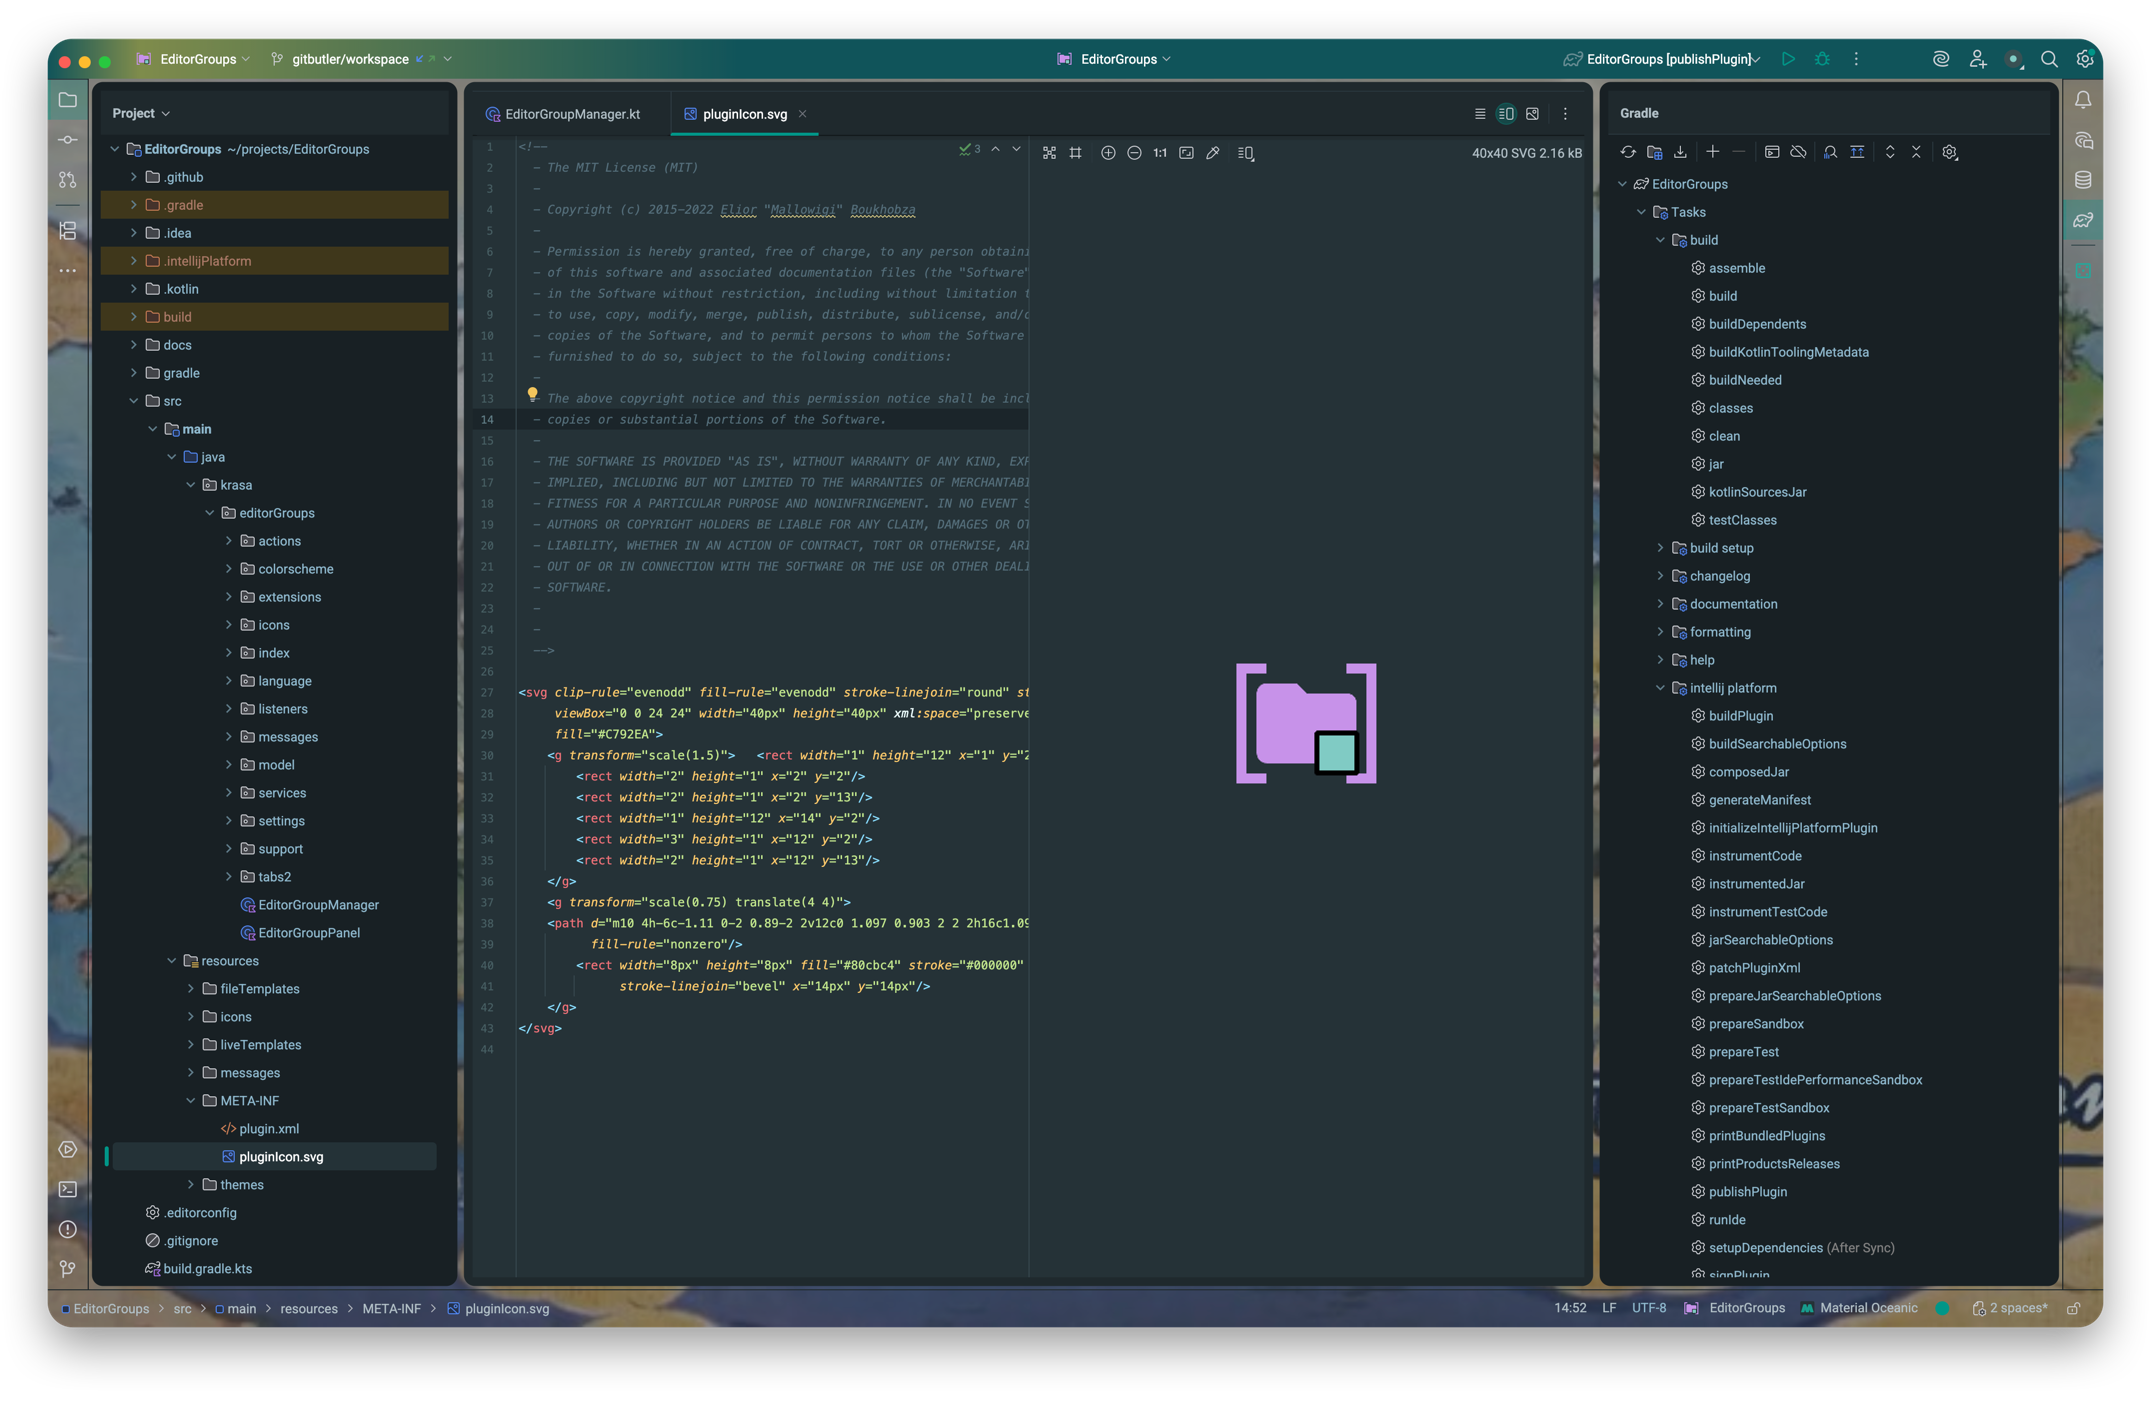 EditorGroups
gitbutler/workspace
EditorGroups
EditorGroups [publishPlugin]
Project
EditorGroups ~/projects/EditorGroups
.github
.gradle
.idea
.intellijPlatform
.kotlin
build
docs
gradle
src
main
java
krasa
editorGroups
actions
colorscheme
extensions
icons
index
language
listeners
messages
model
services
settings
support
tabs2
EditorGroupManager
EditorGroupPanel
resources
fileTemplates
icons
liveTemplates
messages
META-INF
plugin.xml
pluginIcon.svg
themes
.editorconfig
.gitignore
build.gradle.kts
EditorGroupManager.kt
pluginIcon.svg
3
1 <!--
2 - The MIT License (MIT)
3 -
4 - Copyright (c) 2015-2022 Elior "Mallowigi" Boukhobza
5 -
6 - Permission is hereby granted, free of charge, to any person obtaini
7 - of this software and associated documentation files (the "Software"
8 - in the Software without restriction, including without limitation t
9 - to use, copy, modify, merge, publish, distribute, sublicense, and/o
10 - copies of the Software, and to permit persons to whom the Software
11 - furnished to do so, subject to the following conditions:
12 -
13 - The above copyright notice and this permission notice shall be incl
14 - copies or substantial portions of the Software.
15 -
16 - THE SOFTWARE IS PROVIDED "AS IS", WITHOUT WARRANTY OF ANY KIND, EXP
17 - IMPLIED, INCLUDING BUT NOT LIMITED TO THE WARRANTIES OF MERCHANTABI
18 - FITNESS FOR A PARTICULAR PURPOSE AND NONINFRINGEMENT. IN NO EVENT S
19 - AUTHORS OR COPYRIGHT HOLDERS BE LIABLE FOR ANY CLAIM, DAMAGES OR OT
20 - LIABILITY, WHETHER IN AN ACTION OF CONTRACT, TORT OR OTHERWISE, ARI
21 - OUT OF OR IN CONNECTION WITH THE SOFTWARE OR THE USE OR OTHER DEALI
22 - SOFTWARE.
23 -
24 -
25 -->
26
27 <svg clip-rule="evenodd" fill-rule="evenodd" stroke-linejoin="round" st
28 viewBox="0 0 24 24" width="40px" height="40px" xml:space="preserve
29 fill="#C792EA">
30 <g transform="scale(1.5)"> <rect width="1" height="12" x="1" y="2
31 <rect width="2" height="1" x="2" y="2"/>
32 <rect width="2" height="1" x="2" y="13"/>
33 <rect width="1" height="12" x="14" y="2"/>
34 <rect width="3" height="1" x="12" y="2"/>
35 <rect width="2" height="1" x="12" y="13"/>
36 </g>
37 <g transform="scale(0.75) translate(4 4)">
38 <path d="m10 4h-6c-1.11 0-2 0.89-2 2v12c0 1.097 0.903 2 2 2h16c1.09
39 fill-rule="nonzero"/>
40 <rect width="8px" height="8px" fill="#80cbc4" stroke="#000000"
41 stroke-linejoin="bevel" x="14px" y="14px"/>
42 </g>
43 </svg>
44
1:1
40x40 SVG 2.16 kB
Gradle
EditorGroups
Tasks
build
assemble
build
buildDependents
buildKotlinToolingMetadata
buildNeeded
classes
clean
jar
kotlinSourcesJar
testClasses
build setup
changelog
documentation
formatting
help
intellij platform
buildPlugin
buildSearchableOptions
composedJar
generateManifest
initializeIntellijPlatformPlugin
instrumentCode
instrumentedJar
instrumentTestCode
jarSearchableOptions
patchPluginXml
prepareJarSearchableOptions
prepareSandbox
prepareTest
prepareTestIdePerformanceSandbox
prepareTestSandbox
printBundledPlugins
printProductsReleases
publishPlugin
runIde
setupDependencies (After Sync)
signPlugin
EditorGroups > src > main > resources > META-INF > pluginIcon.svg
14:52 LF UTF-8 EditorGroups Material Oceanic 2 spaces*